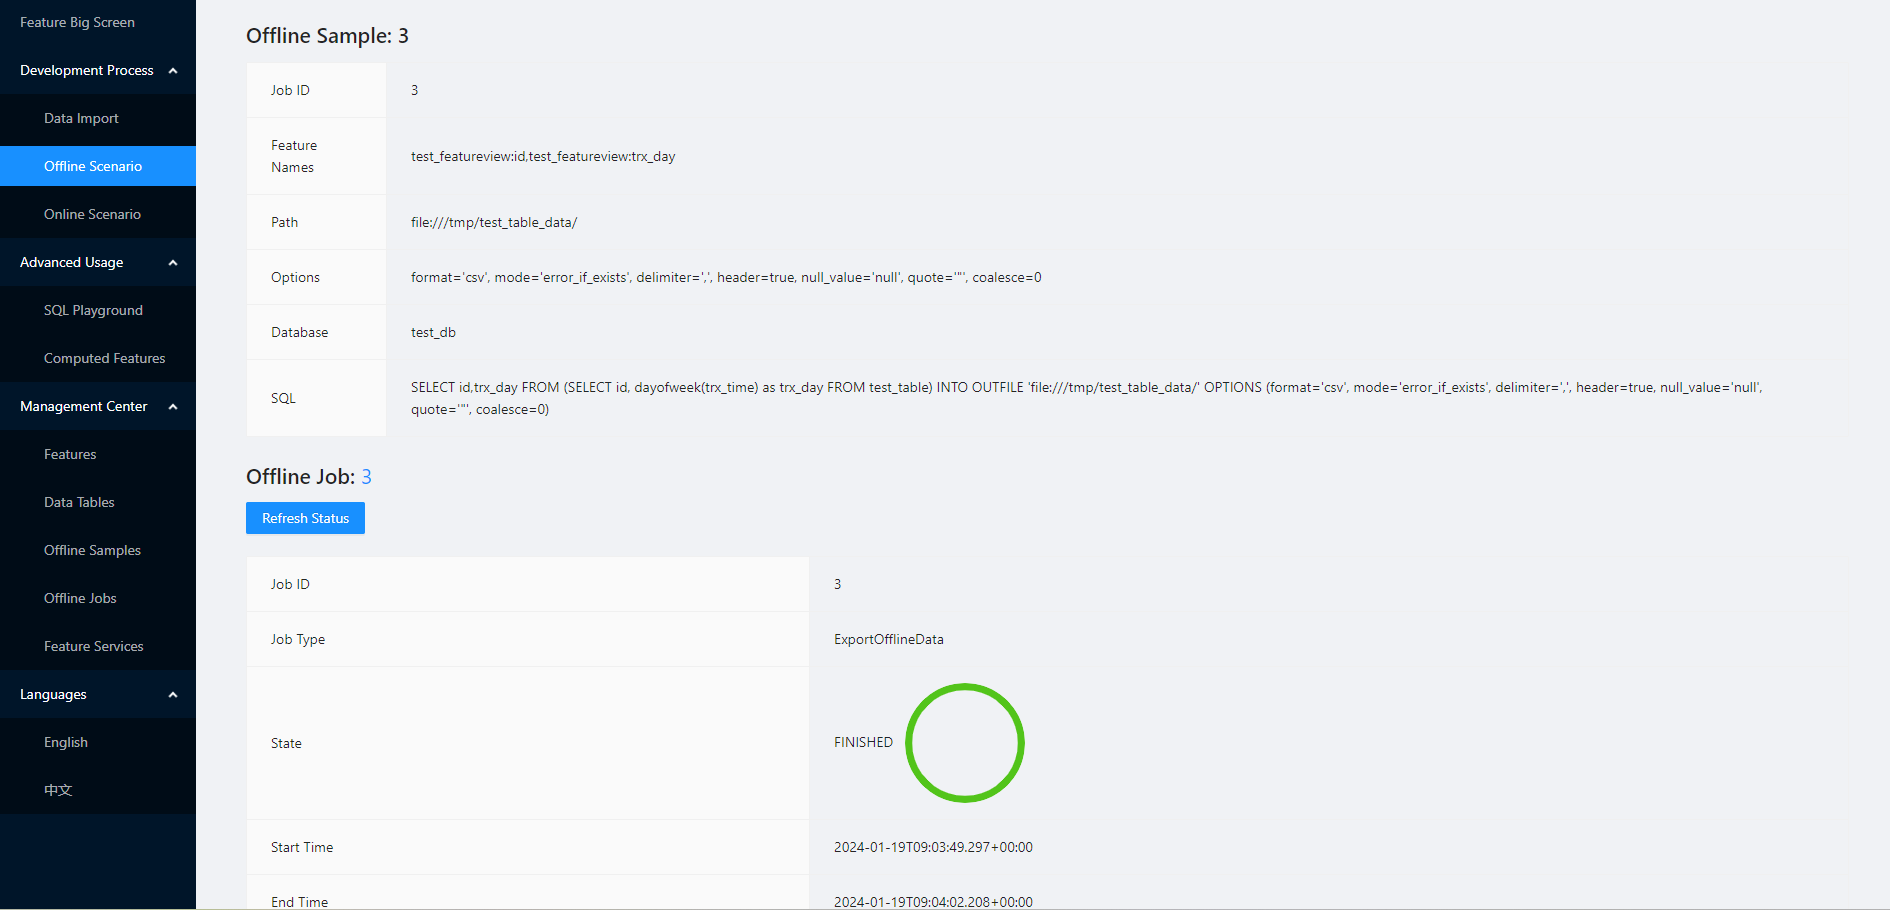 Feature Big Screen
Development Process
Data Import
Offline Scenario
Online Scenario
Advanced Usage
SQL Playground
Computed Features
Management Center
Features
Data Tables
Offline Samples
Offline Jobs
Feature Services
Languages
English
中文
Offline Sample: 3
Job ID 3
Feature
Names
test_featureview:id,test_featureview:trx_day
Path file:///tmp/test_table_data/
Options format='csv', mode='error_if_exists', delimiter=',', header=true, null_value='null', quote='"', coalesce=0
Database test_db
SQL
SELECT id,trx_day FROM (SELECT id, dayofweek(trx_time) as trx_day FROM test_table) INTO OUTFILE 'file:///tmp/test_table_data/' OPTIONS (format='csv', mode='error_if_exists', delimiter=',', header=true, null_value='null',
quote='"', coalesce=0)
Offline Job: 3
Refresh Status
Job ID 3
Job Type ExportOfflineData
State FINISHED
Start Time 2024-01-19T09:03:49.297+00:00
End Time 2024-01-19T09:04:02.208+00:00